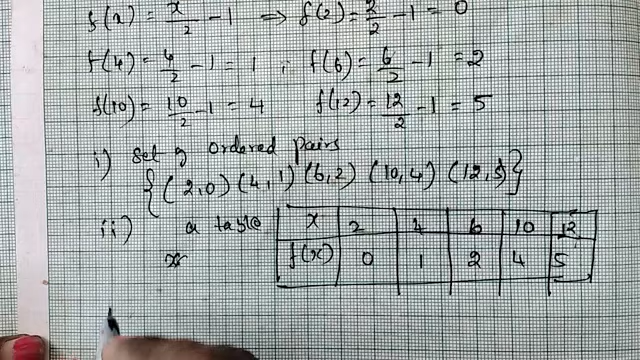 f(x) = x/2 - 1 ⇒ f(2) = 2/2 - 1 = 0
f(4) = 4/2 - 1 = 1 ; f(6) = 6/2 - 1 = 2
f(10) = 10/2 - 1 = 4 f(12) = 12/2 - 1 = 5
i) set of ordered pairs
{(2,0) (4,1) (6,2) (10,4) (12,5)}
ii) a table
x 2 4 6 10 12
f(x) 0 1 2 4 5